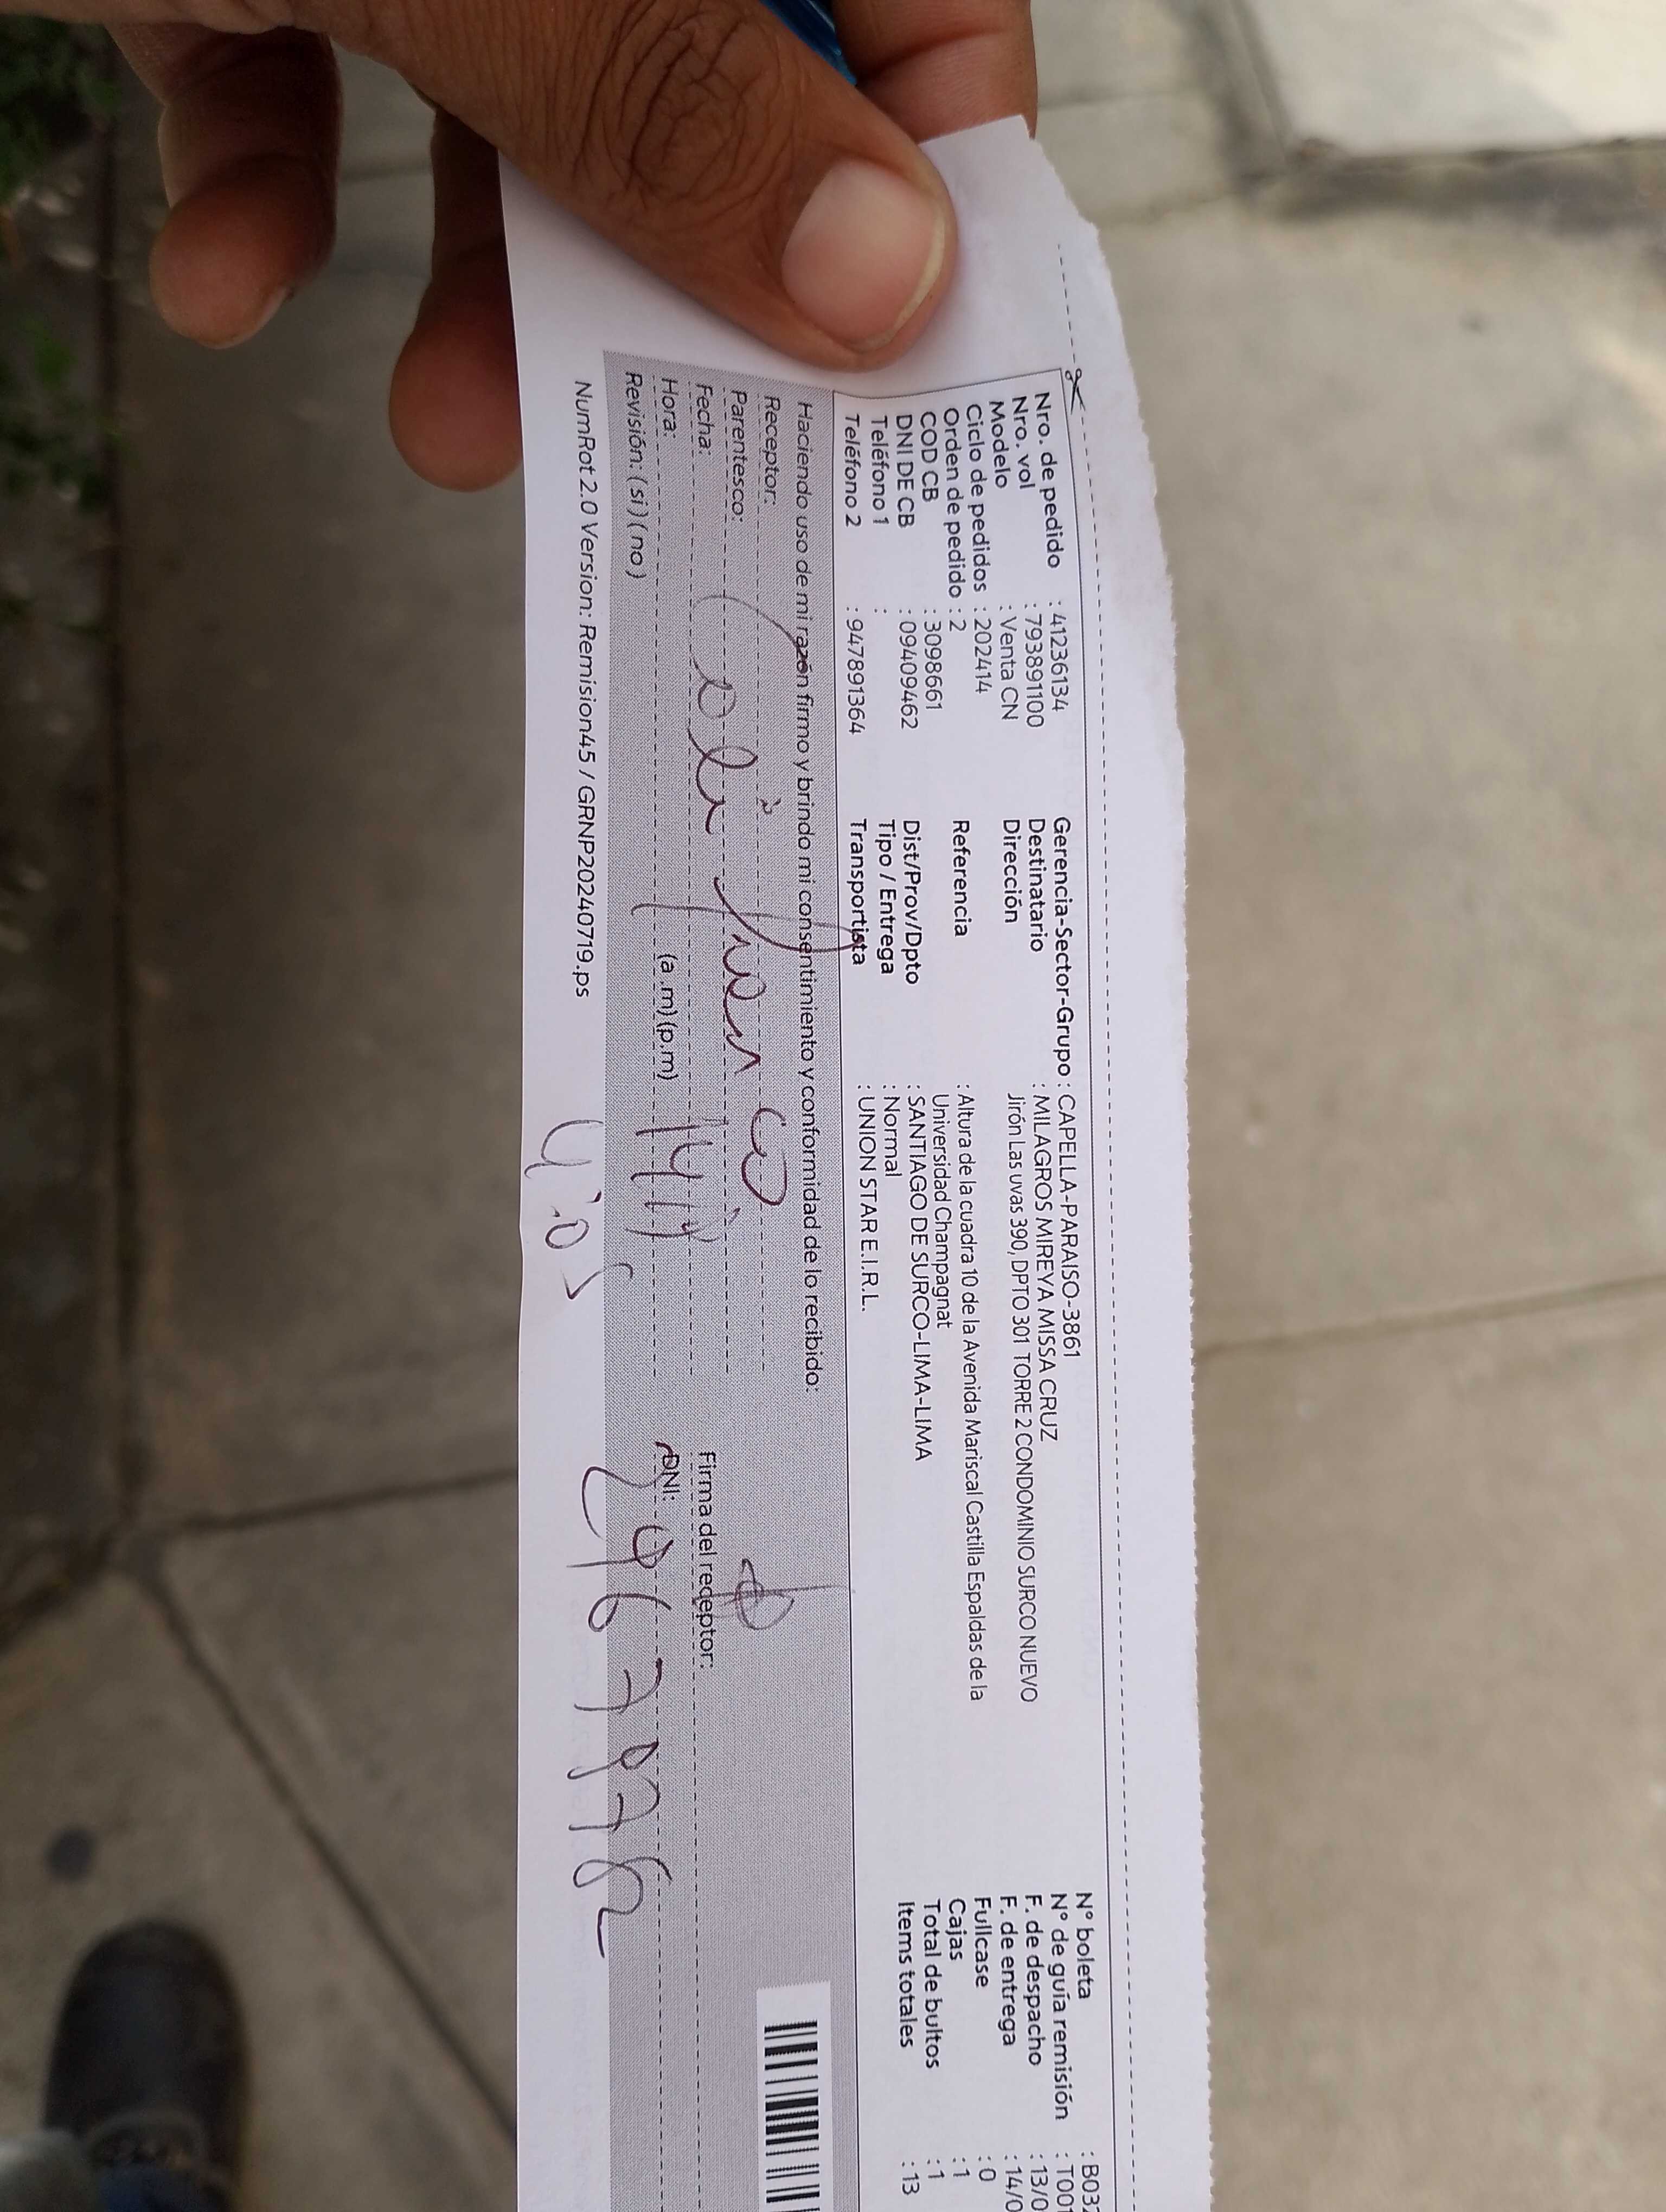 Nro. de pedido : 41236134
Nro. vol : 793891100
Modelo : Venta CN
Ciclo de pedidos : 202414
Orden de pedido : 2
COD CB : 3098661
DNI DE CB : 09409462
Teléfono 1 :
Teléfono 2 : 947891364
Gerencia-Sector-Grupo : CAPELLA-PARAISO-3861
Destinatario : MILAGROS MIREYA MISSA CRUZ
Dirección Jirón Las uvas 390, DPTO 301 TORRE 2 CONDOMINIO SURCO NUEVO
Referencia : Altura de la cuadra 10 de la Avenida Mariscal Castilla Espaldas de la
Universidad Champagnat
Dist/Prov/Dpto : SANTIAGO DE SURCO-LIMA-LIMA
Tipo / Entrega : Normal
Transportista : UNION STAR E.I.R.L.
N° boleta : B032
N° de guía remisión : T001
F. de despacho : 13/0
F. de entrega : 14/0
Fullcase : 0
Cajas : 1
Total de bultos : 1
Items totales : 13
Haciendo uso de mi razón firmo y brindo mi consentimiento y conformidad de lo recibido:
Receptor:
Parentesco:
Fecha:
Hora: (a .m) (p.m)
Revisión: ( si ) ( no )
Firma del receptor:
DNI:
NumRot 2.0 Version: Remision45 / GRNP20240719.ps